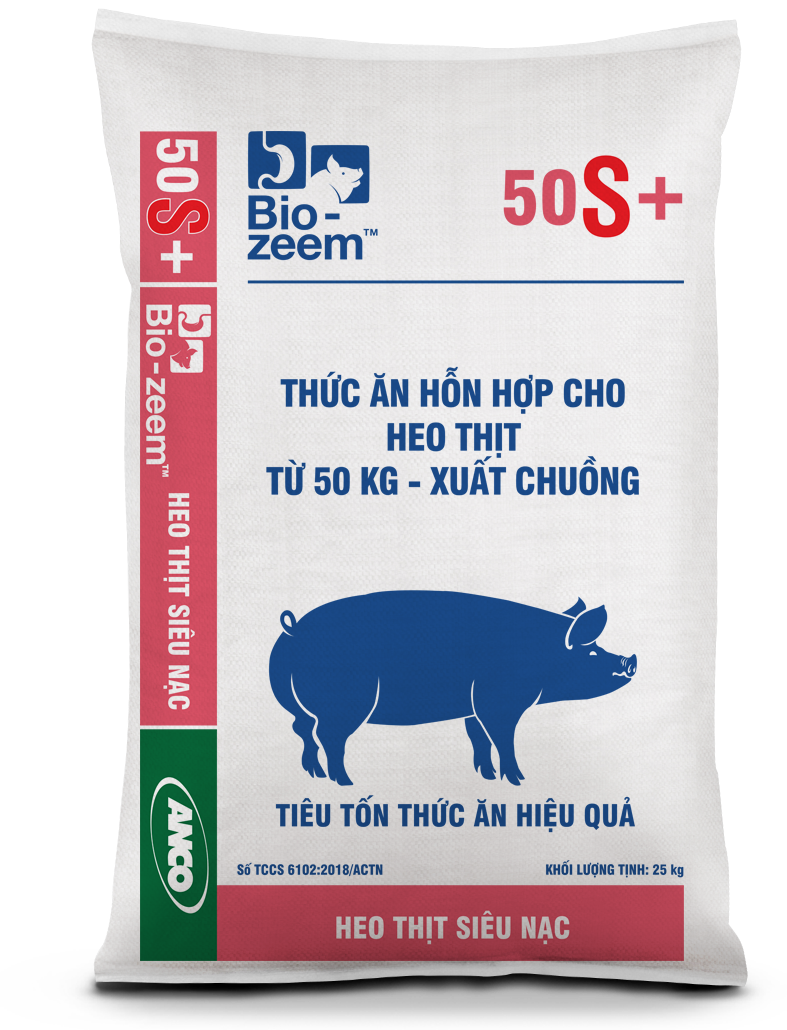 50S+
Bio-zeem™
HEO THỊT SIÊU NẠC
ANCO
Bio-
zeem™
50S+
THỨC ĂN HỖN HỢP CHO
HEO THỊT
TỪ 50 KG - XUẤT CHUỒNG
TIÊU TỐN THỨC ĂN HIỆU QUẢ
Số TCCS 6102:2018/ACTN
KHỐI LƯỢNG TỊNH: 25 kg
HEO THỊT SIÊU NẠC